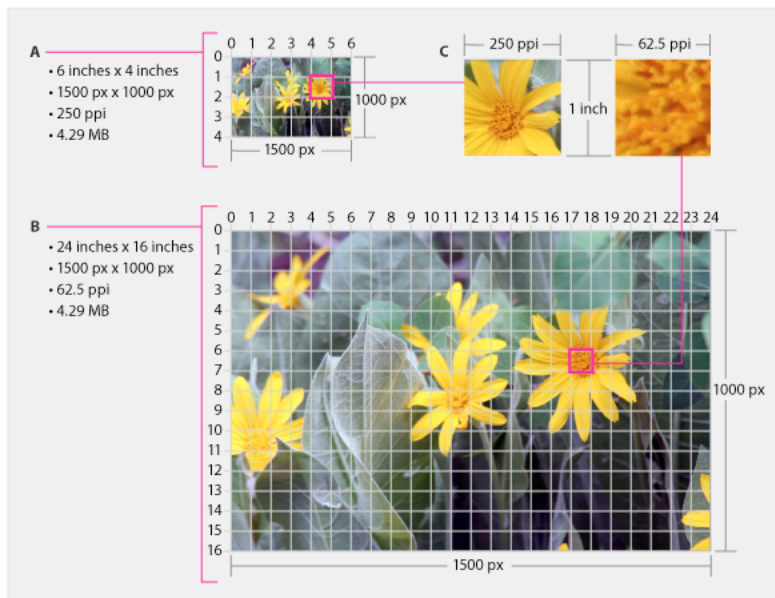 A
• 6 inches x 4 inches
• 1500 px x 1000 px
• 250 ppi
• 4.29 MB
0 1 2 3 4 5 6
0
1
2
3
4
1000 px
1500 px
C
250 ppi
62.5 ppi
1 inch
B
• 24 inches x 16 inches
• 1500 px x 1000 px
• 62.5 ppi
• 4.29 MB
0 1 2 3 4 5 6 7 8 9 10 11 12 13 14 15 16 17 18 19 20 21 22 23 24
0
1
2
3
4
5
6
7
8
9
10
11
12
13
14
15
16
1000 px
1500 px